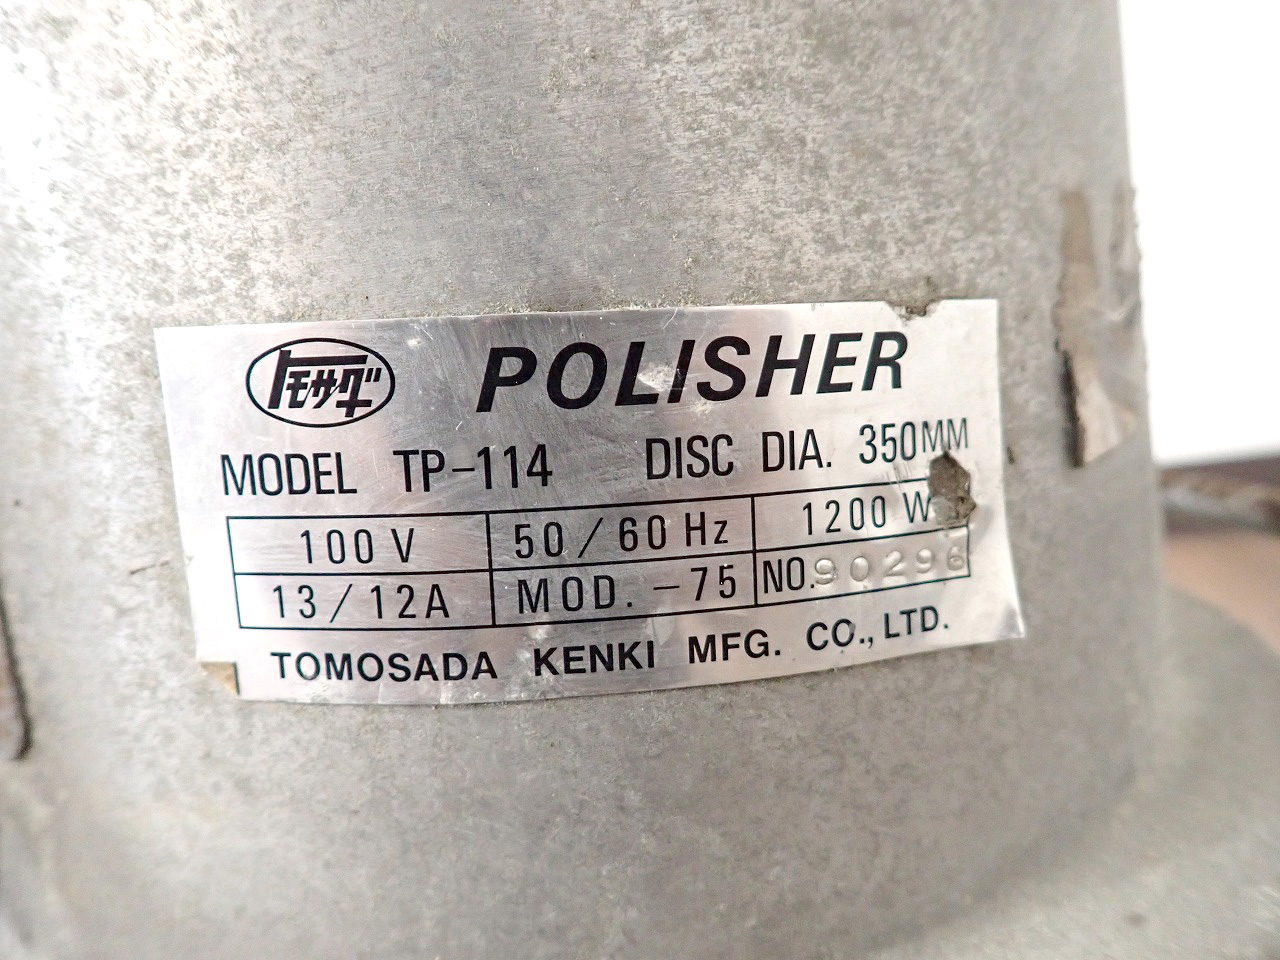 トモサダ POLISHER
MODEL TP-114 DISC DIA. 350MM
100V 50/60Hz 1200W
13/12A MOD. -75 NO.90296
TOMOSADA KENKI MFG. CO., LTD.